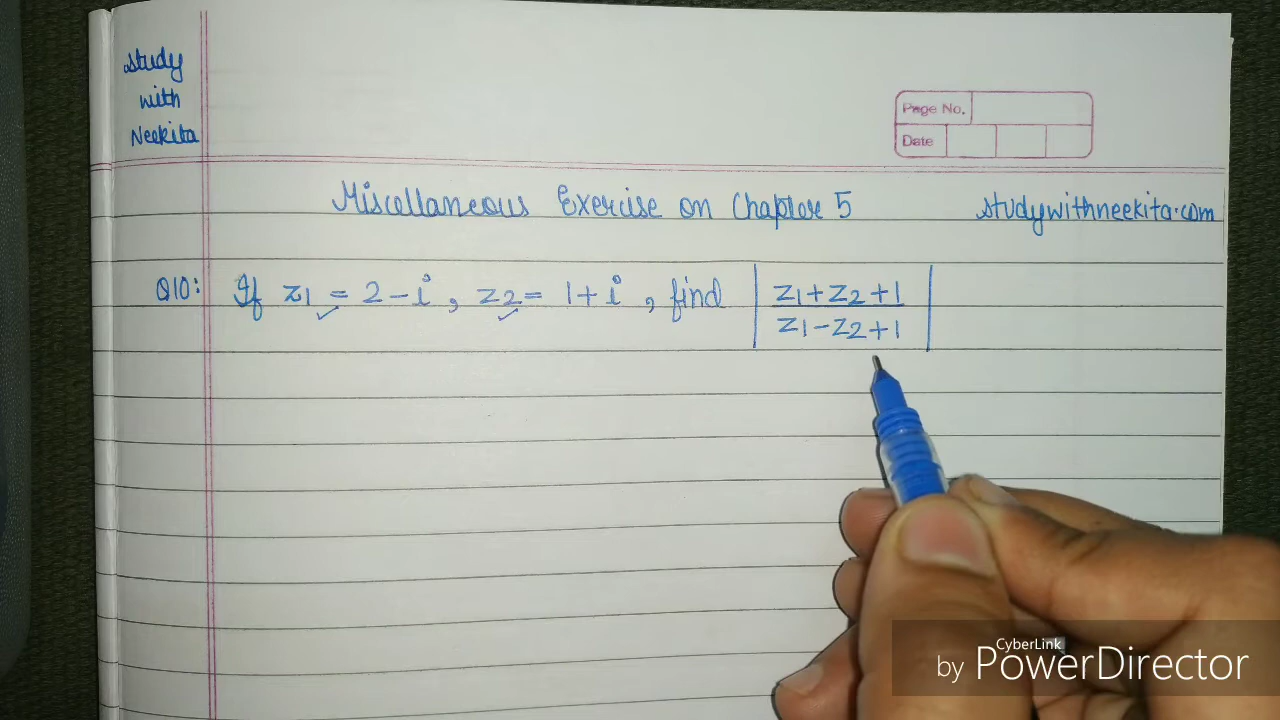 study
with
Neekita
Page No.
Date
Miscellaneous Exercise on Chapter 5
studywithneekita.com
Q10: If z1 = 2-i, z2 = 1+i, find | z1+z2+1 |
z1-z2+1
CyberLink
by PowerDirector